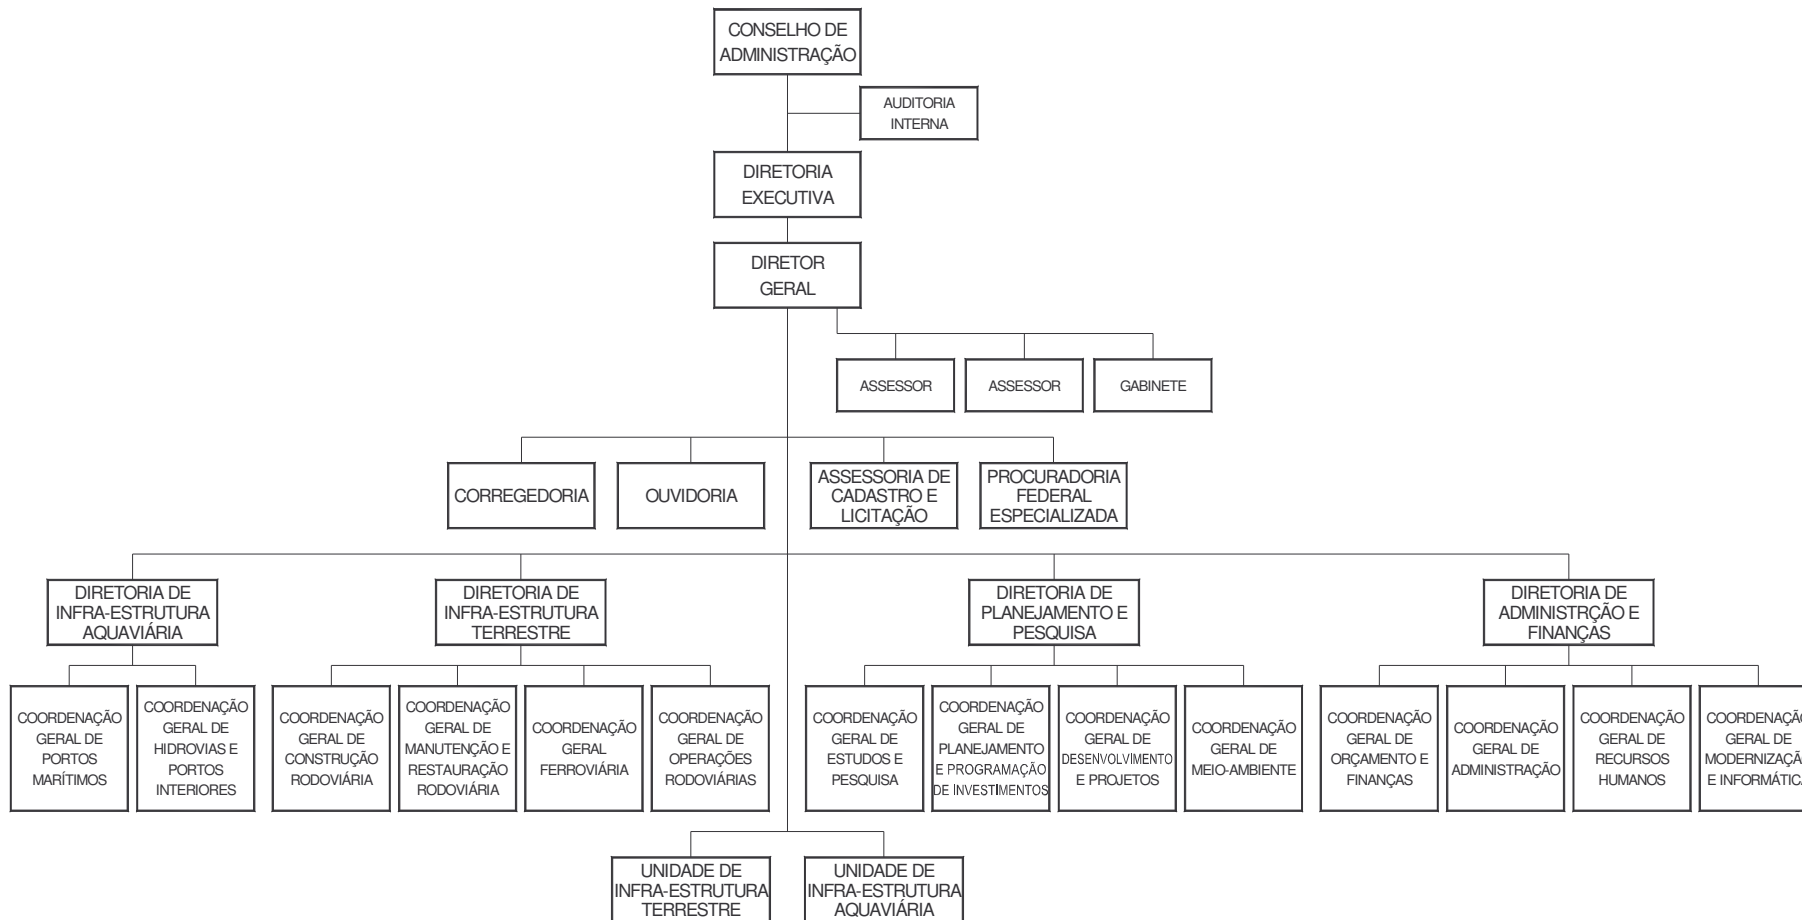 CONSELHO DE
ADMINISTRAÇÃO
AUDITORIA
INTERNA
DIRETORIA
EXECUTIVA
DIRETOR
GERAL
ASSESSOR
ASSESSOR
GABINETE
CORREGEDORIA
OUVIDORIA
ASSESSORIA DE
CADASTRO E
LICITAÇÃO
PROCURADORIA
FEDERAL
ESPECIALIZADA
DIRETORIA DE
INFRA-ESTRUTURA
AQUAVIÁRIA
DIRETORIA DE
INFRA-ESTRUTURA
TERRESTRE
DIRETORIA DE
PLANEJAMENTO E
PESQUISA
DIRETORIA DE
ADMINISTRÇÃO E
FINANÇAS
COORDENAÇÃO
GERAL DE
PORTOS
MARÍTIMOS
COORDENAÇÃO
GERAL DE
HIDROVIAS E
PORTOS
INTERIORES
COORDENAÇÃO
GERAL DE
CONSTRUÇÃO
RODOVIÁRIA
COORDENAÇÃO
GERAL DE
MANUTENÇÃO E
RESTAURAÇÃO
RODOVIÁRIA
COORDENAÇÃO
GERAL
FERROVIÁRIA
COORDENAÇÃO
GERAL DE
OPERAÇÕES
RODOVIÁRIAS
COORDENAÇÃO
GERAL DE
ESTUDOS E
PESQUISA
COORDENAÇÃO
GERAL DE
PLANEJAMENTO
E PROGRAMAÇÃO
DE INVESTIMENTOS
COORDENAÇÃO
GERAL DE
DESENVOLVIMENTO
E PROJETOS
COORDENAÇÃO
GERAL DE
MEIO-AMBIENTE
COORDENAÇÃO
GERAL DE
ORÇAMENTO E
FINANÇAS
COORDENAÇÃO
GERAL DE
ADMINISTRAÇÃO
COORDENAÇÃO
GERAL DE
RECURSOS
HUMANOS
COORDENAÇÃO
GERAL DE
MODERNIZAÇÃO
E INFORMÁTICA
UNIDADE DE
INFRA-ESTRUTURA
TERRESTRE
UNIDADE DE
INFRA-ESTRUTURA
AQUAVIÁRIA